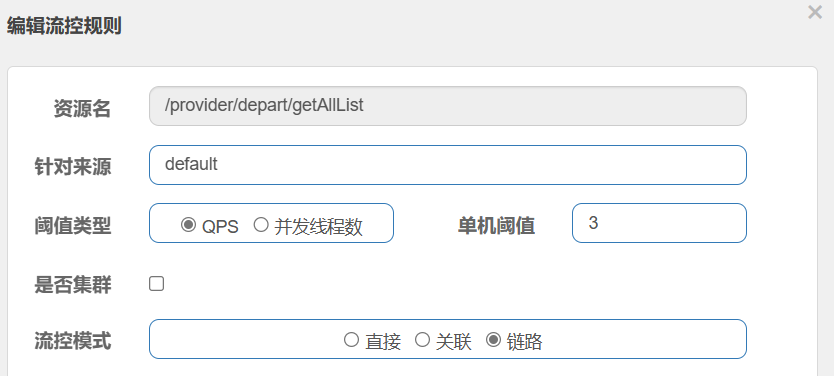 编辑流控规则
资源名 /provider/depart/getAllList
针对来源 default
阈值类型 QPS 并发线程数 单机阈值 3
是否集群
流控模式 直接 关联 链路